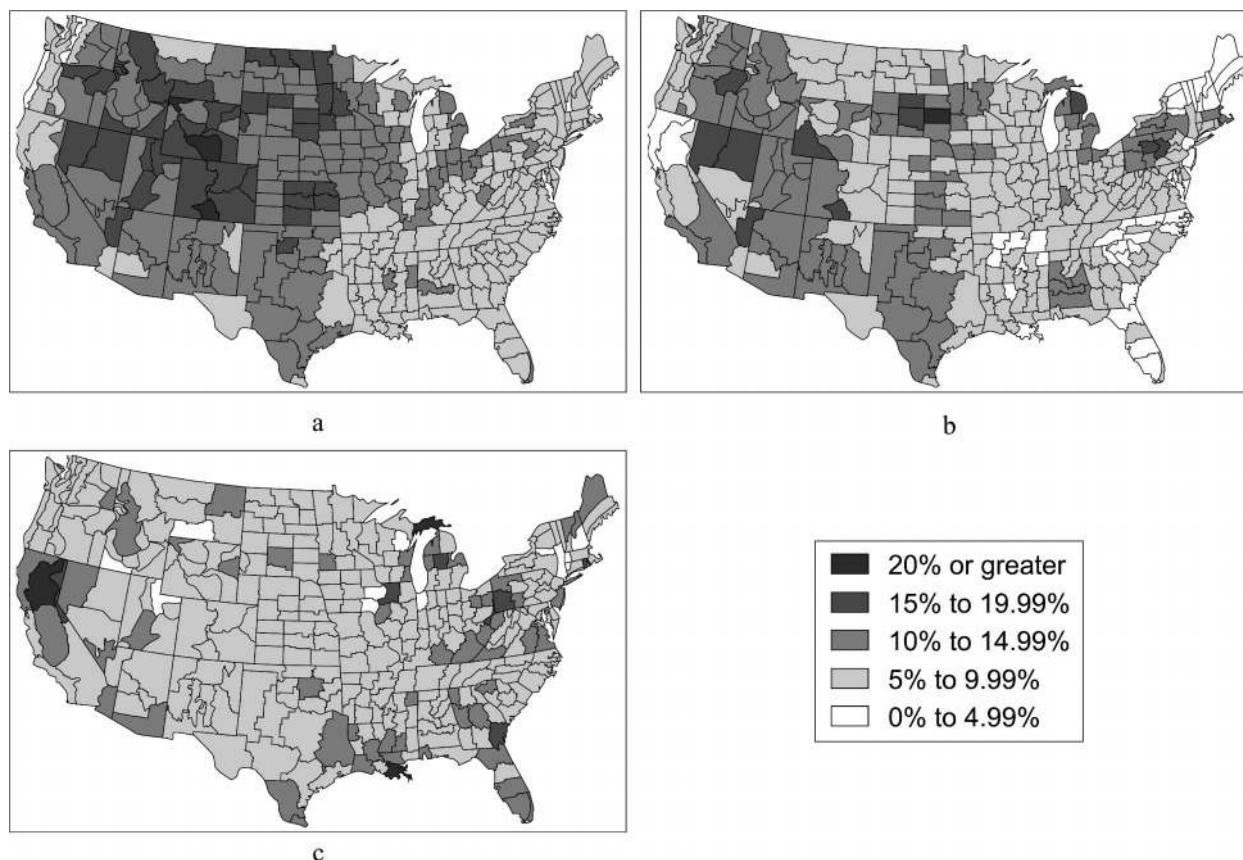 a
b
c
20% or greater
15% to 19.99%
10% to 14.99%
5% to 9.99%
0% to 4.99%